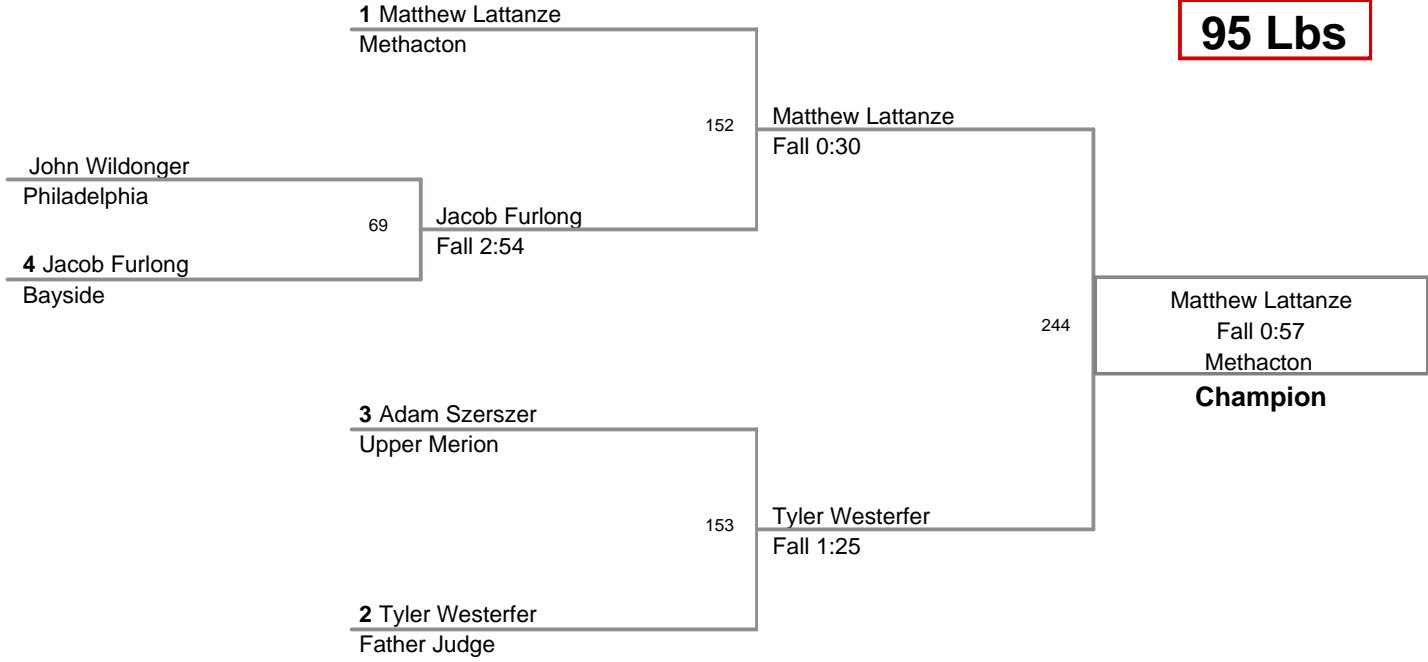 1 Matthew Lattanze
Methacton
95 Lbs
152
Matthew Lattanze
Fall 0:30
John Wildonger
Philadelphia
69
Jacob Furlong
Fall 2:54
4 Jacob Furlong
Bayside
244
Matthew Lattanze
Fall 0:57
Methacton
Champion
3 Adam Szerszer
Upper Merion
153
Tyler Westerfer
Fall 1:25
2 Tyler Westerfer
Father Judge